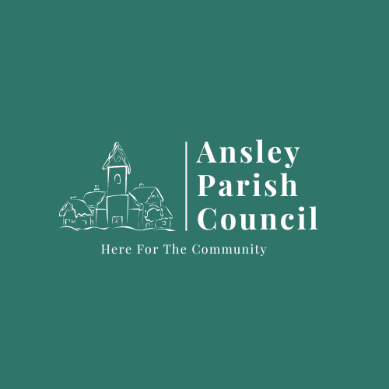 Ansley
Parish
Council
Here For The Community